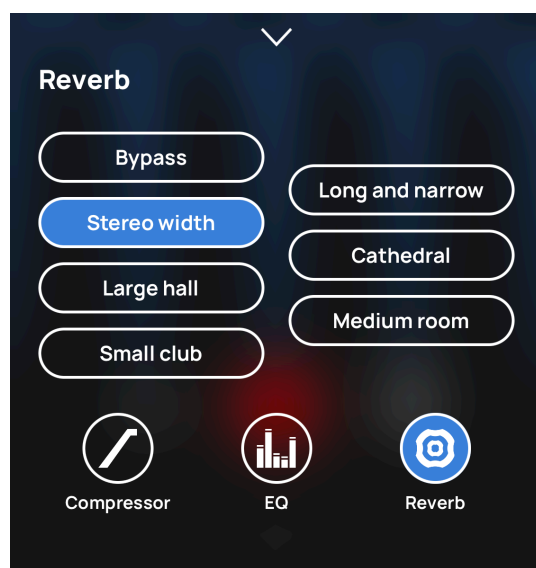 Reverb
Bypass
Stereo width
Large hall
Small club
Long and narrow
Cathedral
Medium room
Compressor
EQ
Reverb